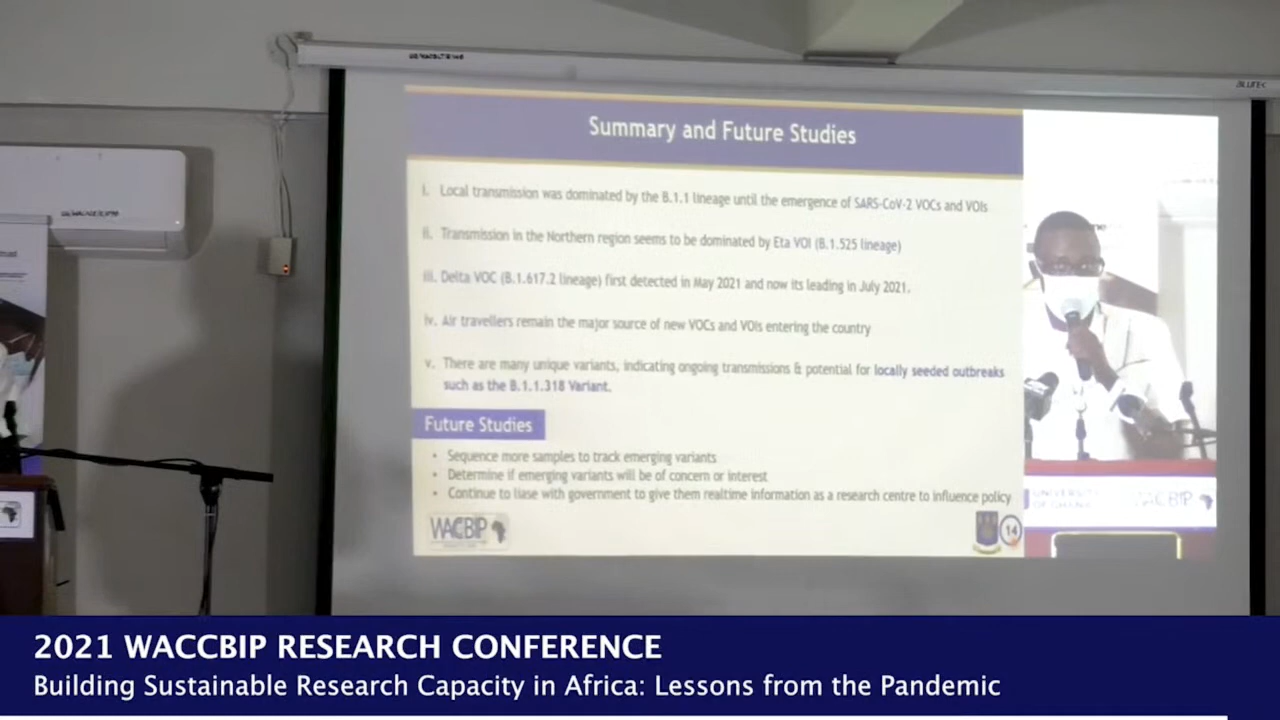 Summary and Future Studies
i. Local transmission was dominated by the B.1.1 lineage until the emergence of SARS-CoV-2 VOCs and VOIs
ii. Transmission in the Northern region seems to be dominated by Eta VOI (B.1.525 lineage)
iii. Delta VOC (B.1.617.2 lineage) first detected in May 2021 and now its leading in July 2021.
iv. Air travellers remain the major source of new VOCs and VOIs entering the country
v. There are many unique variants, indicating ongoing transmissions & potential for locally seeded outbreaks
such as the B.1.1.318 Variant.
Future Studies
• Sequence more samples to track emerging variants
• Determine if emerging variants will be of concern or interest
• Continue to liase with government to give them realtime information as a research centre to influence policy
WACCBIP
14
UNIVERSITY
OF GHANA
WACCBIP
2021 WACCBIP RESEARCH CONFERENCE
Building Sustainable Research Capacity in Africa: Lessons from the Pandemic